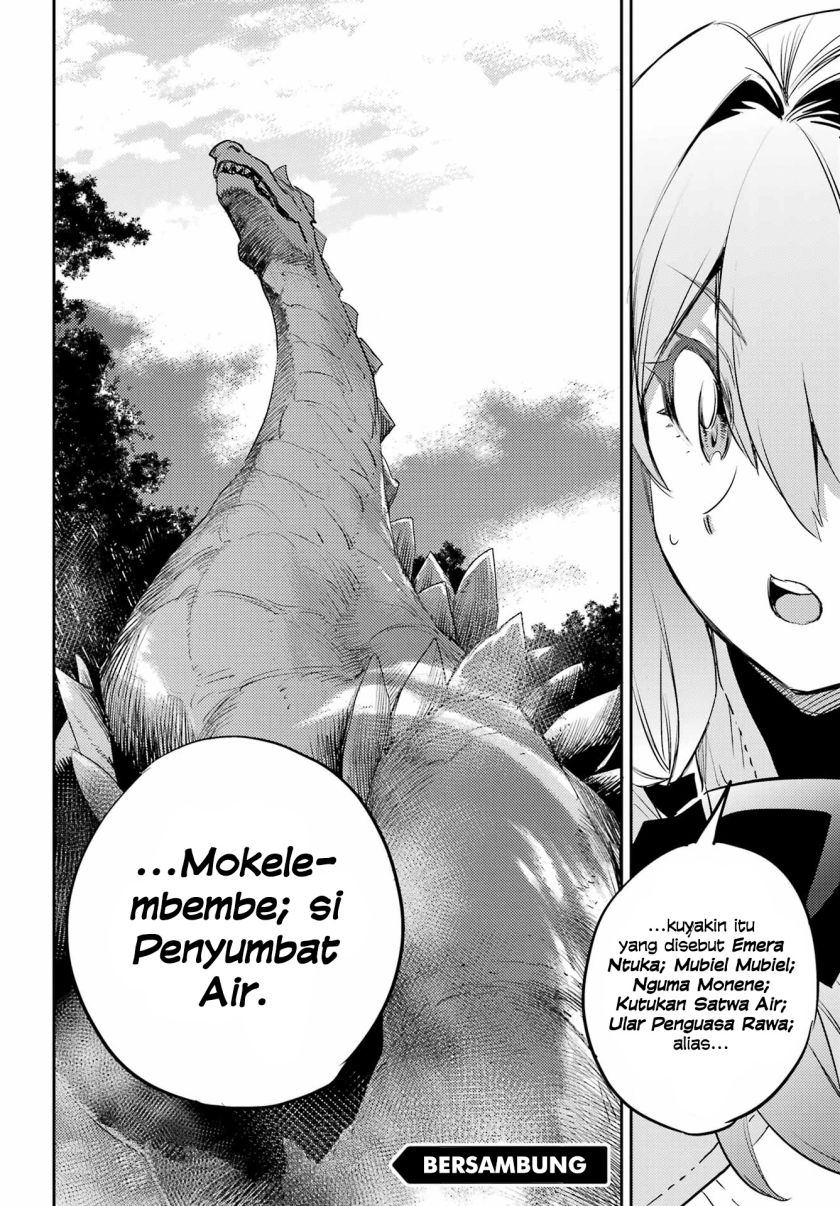 ...kuyakin itu
yang disebut Emera
Ntuka; Mubiel Mubiel;
Nguma Monene;
Kutukan Satwa Air;
Ular Penguasa Rawa;
alias...
...Mokele-
mbembe; si
Penyumbat
Air.
BERSAMBUNG